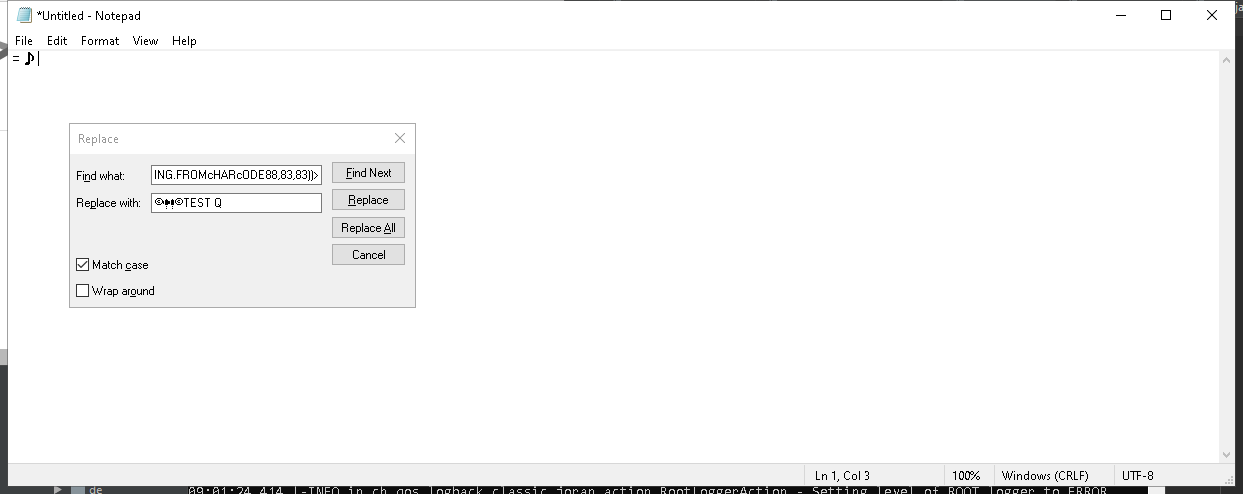 *Untitled - Notepad
File Edit Format View Help
= ♪
Replace
Find what: ING.FROMcHARcODE88,83,83))> Find Next
Replace with: TEST Q Replace
Replace All
Cancel
Match case
Wrap around
Ln 1, Col 3 100% Windows (CRLF) UTF-8
de 09:01:24,414 |-INFO in ch.qos.logback.classic.joran.action.RootLoggerAction - Setting level of ROOT logger to ERROR